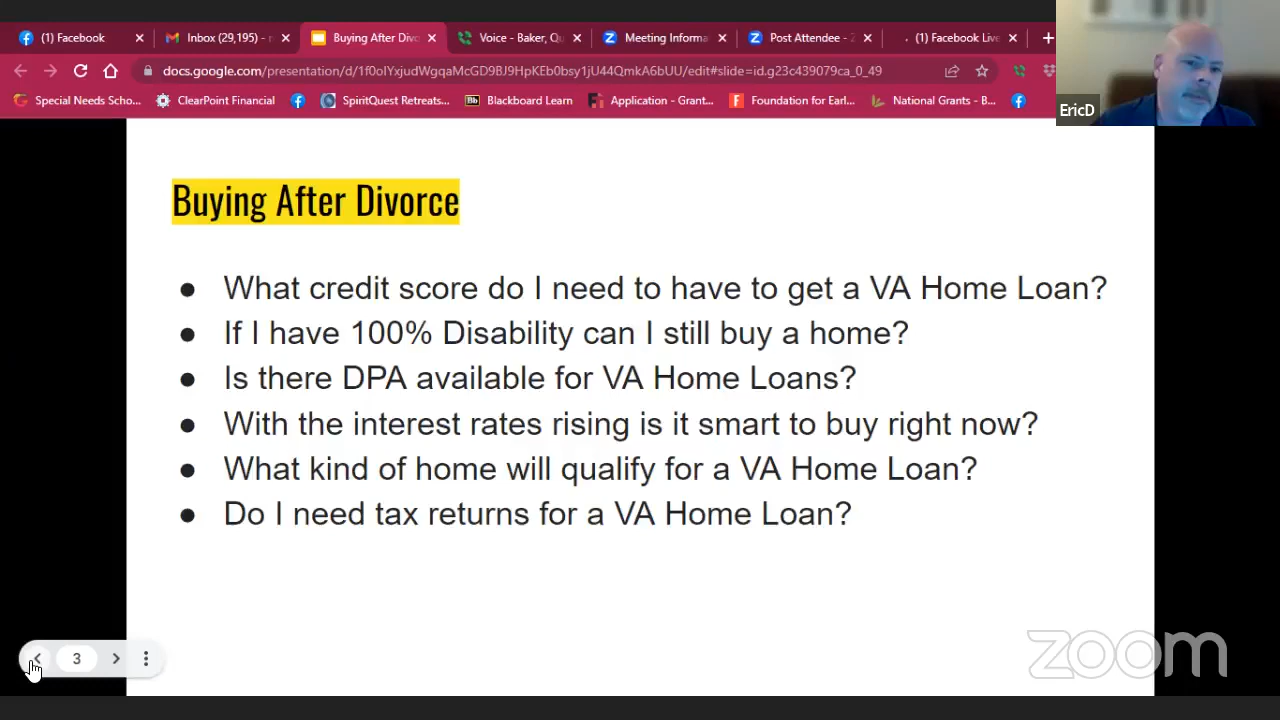 (1) Facebook
Inbox (29,195) -
Buying After Div
Voice - Baker, Qu
Meeting Informa
Post Attendee - 2
(1) Facebook Live
docs.google.com/presentation/d/1f0olYxjudWgqaMcGD9BJ9HpKEb0bsy1jU44QmkA6bUU/edit#slide=id.g23c439079ca_0_49
Special Needs Scho...
ClearPoint Financial
SpiritQuest Retreats...
Bb
Blackboard Learn
Application - Grant...
Foundation for Earl...
National Grants - B...
EricD
Buying After Divorce
● What credit score do I need to have to get a VA Home Loan?
● If I have 100% Disability can I still buy a home?
● Is there DPA available for VA Home Loans?
● With the interest rates rising is it smart to buy right now?
● What kind of home will qualify for a VA Home Loan?
● Do I need tax returns for a VA Home Loan?
3
zoom